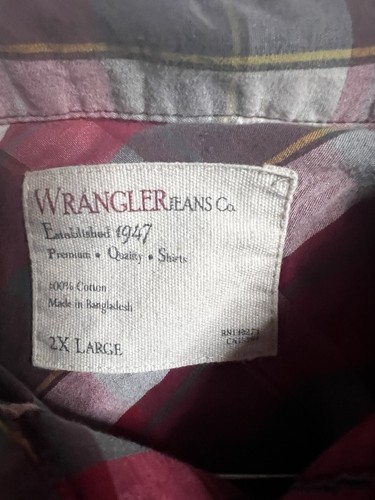 WRANGLER JEANS Co.
Established 1947
Premium • Quality • Shirts
100% Cotton
Made in Bangladesh
2X LARGE